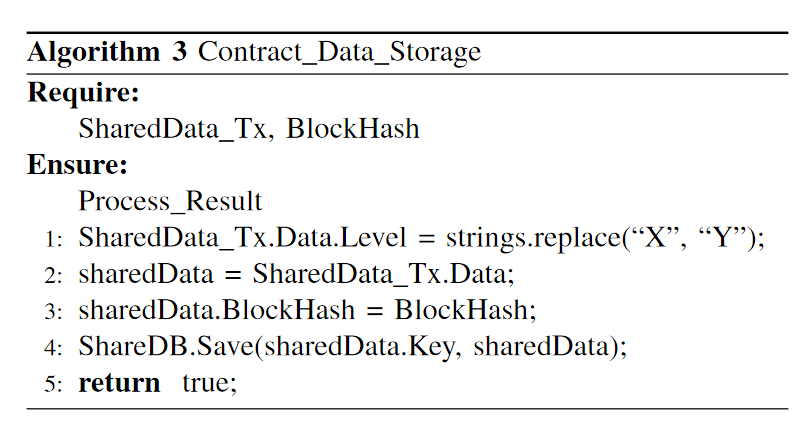 Algorithm 3 Contract_Data_Storage
Require:
SharedData_Tx, BlockHash
Ensure:
Process_Result
1: SharedData_Tx.Data.Level = strings.replace(“X”, “Y”);
2: sharedData = SharedData_Tx.Data;
3: sharedData.BlockHash = BlockHash;
4: ShareDB.Save(sharedData.Key, sharedData);
5: return true;